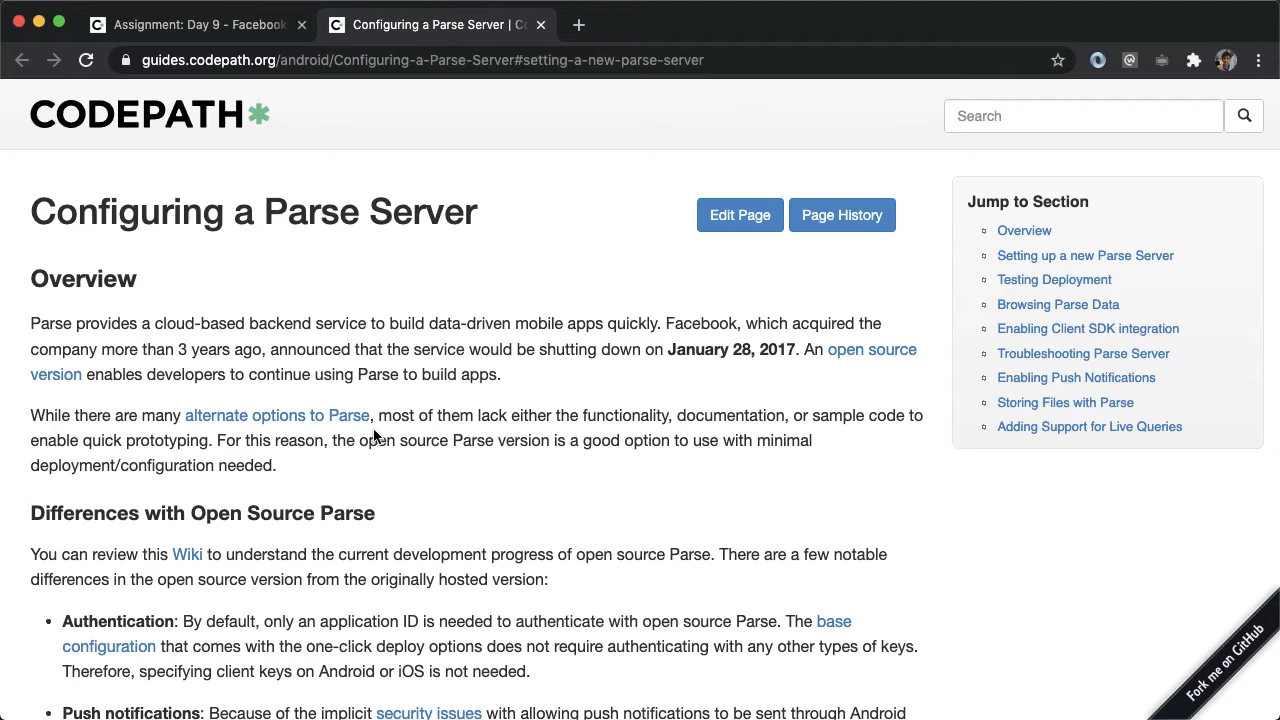 Assignment: Day 9 - Facebook
Configuring a Parse Server | Co
guides.codepath.org/android/Configuring-a-Parse-Server#setting-a-new-parse-server
CODEPATH*
Search
Configuring a Parse Server
Edit Page
Page History
Overview
Parse provides a cloud-based backend service to build data-driven mobile apps quickly. Facebook, which acquired the
company more than 3 years ago, announced that the service would be shutting down on January 28, 2017. An open source
version enables developers to continue using Parse to build apps.
While there are many alternate options to Parse, most of them lack either the functionality, documentation, or sample code to
enable quick prototyping. For this reason, the open source Parse version is a good option to use with minimal
deployment/configuration needed.
Differences with Open Source Parse
You can review this Wiki to understand the current development progress of open source Parse. There are a few notable
differences in the open source version from the originally hosted version:
• Authentication: By default, only an application ID is needed to authenticate with open source Parse. The base
configuration that comes with the one-click deploy options does not require authenticating with any other types of keys.
Therefore, specifying client keys on Android or iOS is not needed.
• Push notifications: Because of the implicit security issues with allowing push notifications to be sent through Android
Jump to Section
Overview
Setting up a new Parse Server
Testing Deployment
Browsing Parse Data
Enabling Client SDK integration
Troubleshooting Parse Server
Enabling Push Notifications
Storing Files with Parse
Adding Support for Live Queries
Fork me on GitHub